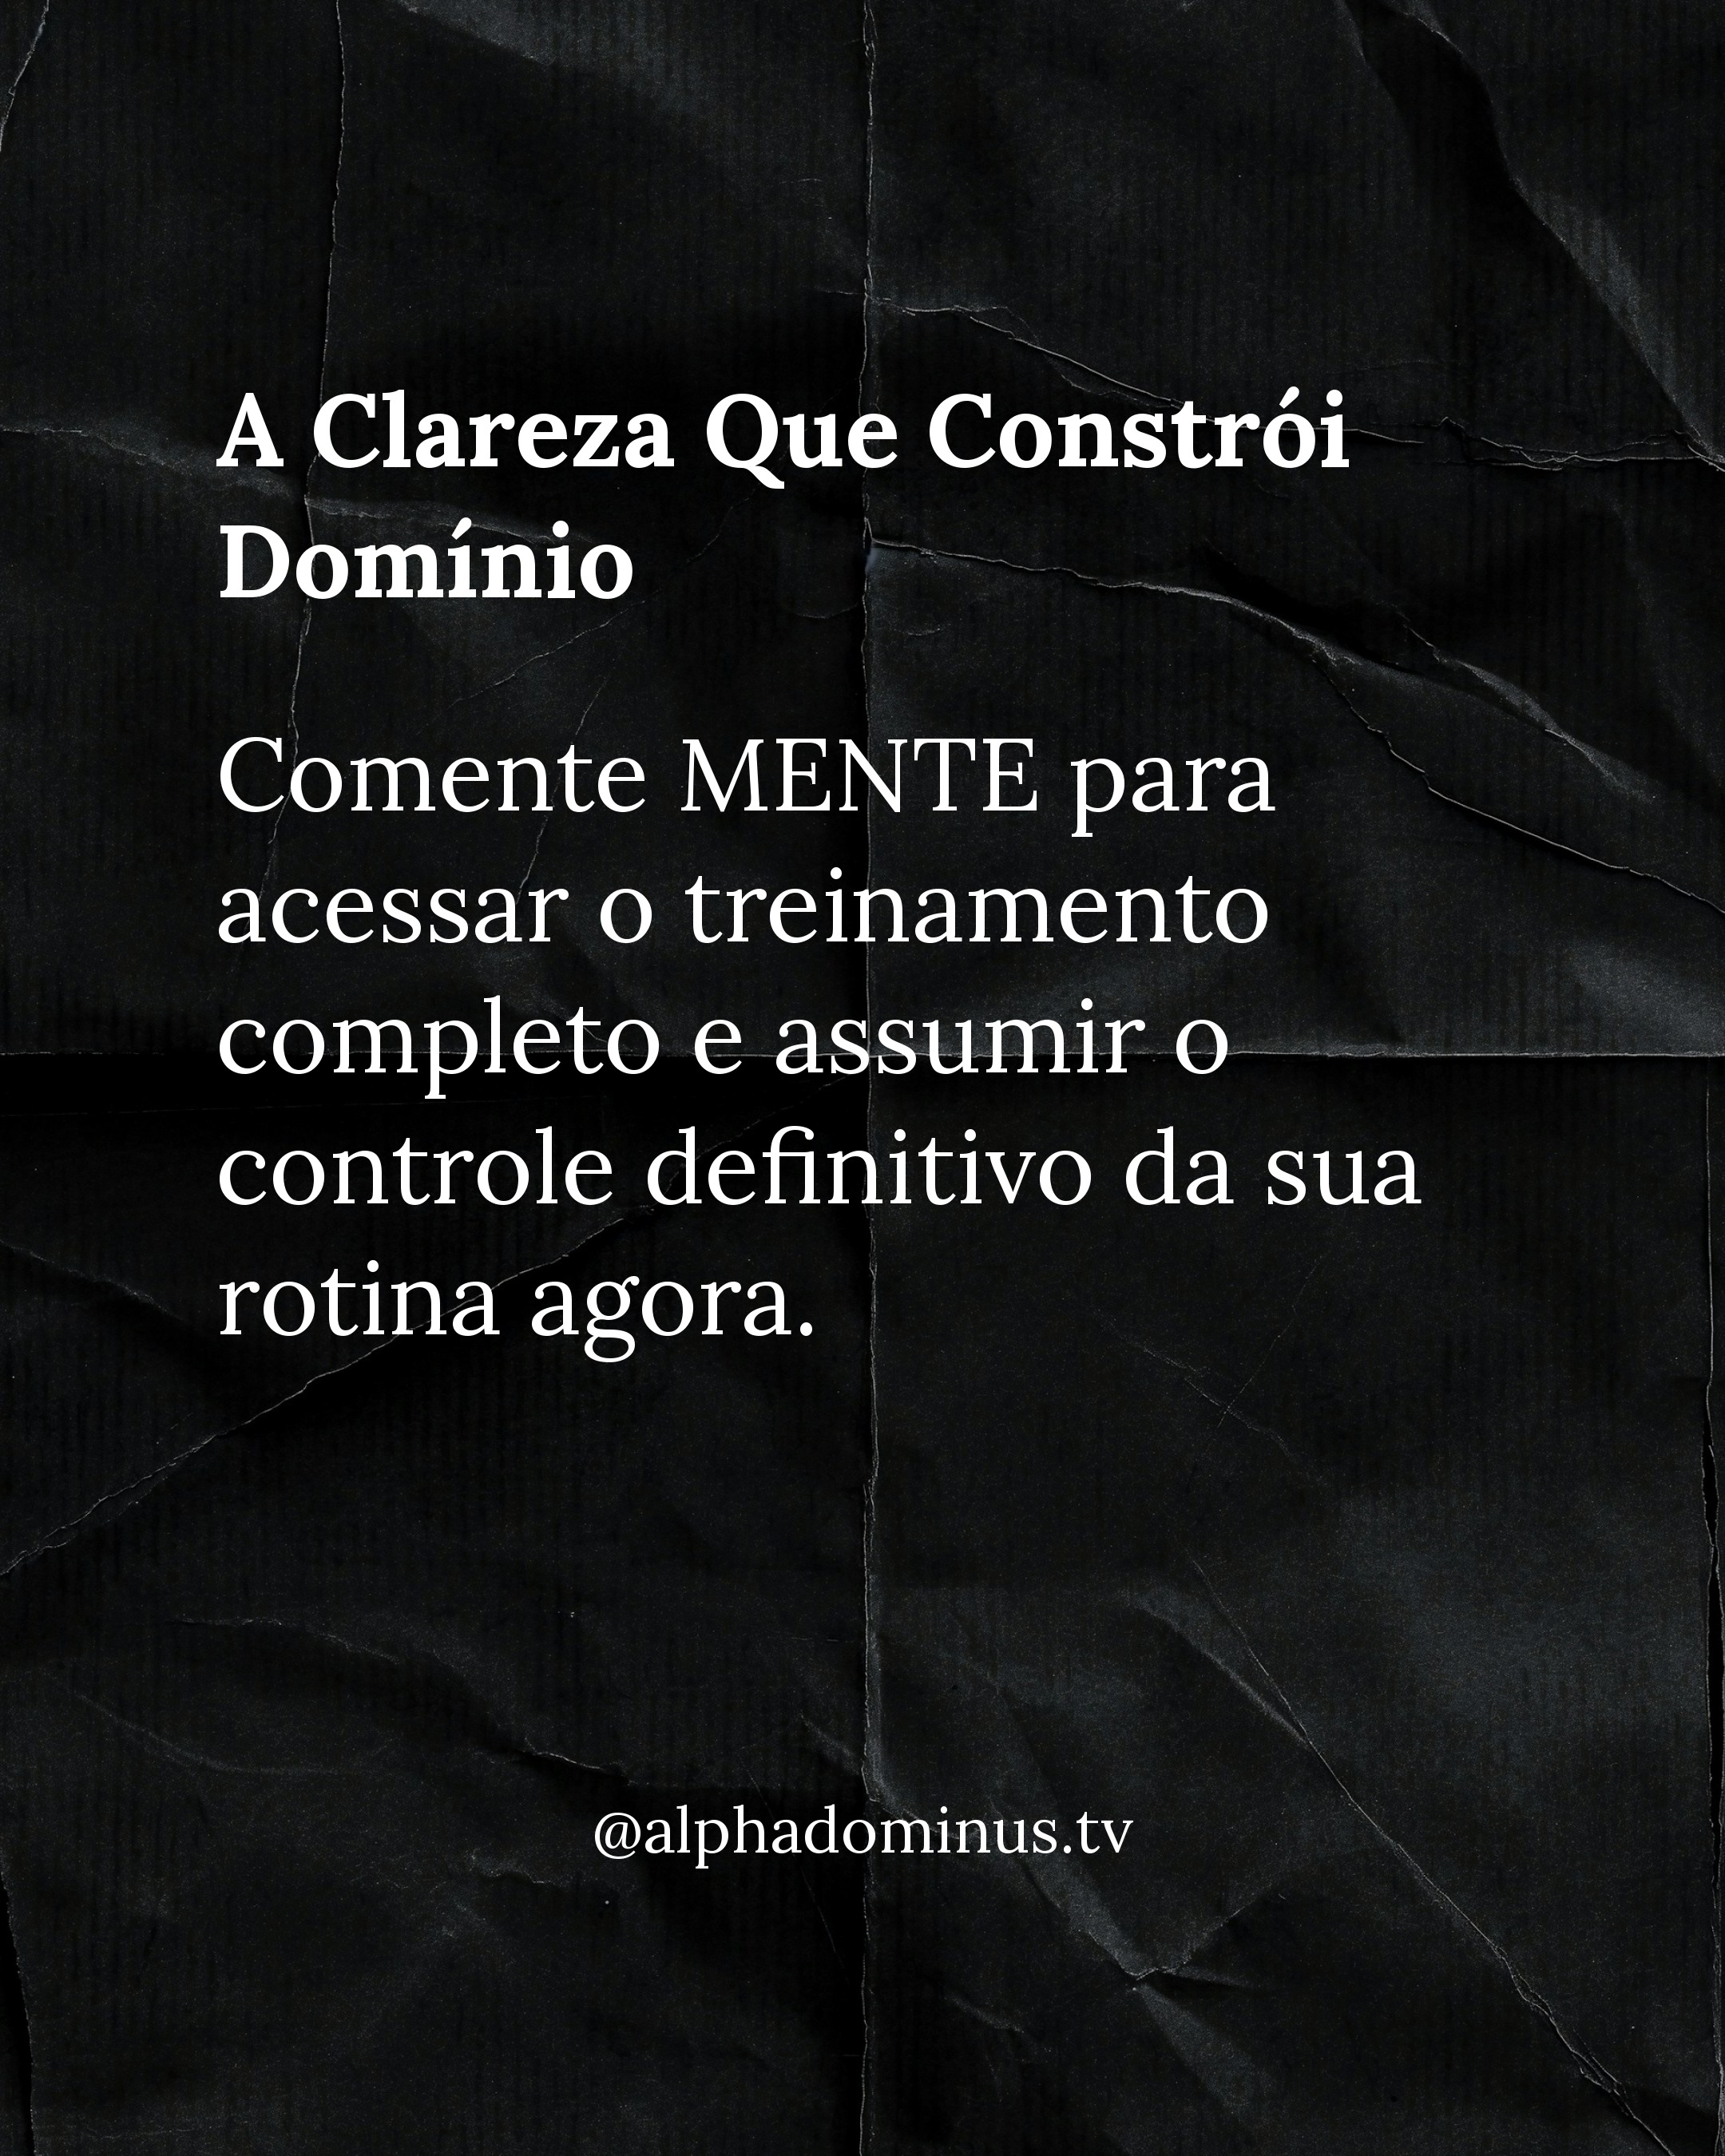 A Clareza Que Constrói
Domínio
Comente MENTE para
acessar o treinamento
completo e assumir o
controle definitivo da sua
rotina agora.
@alphadominus.tv